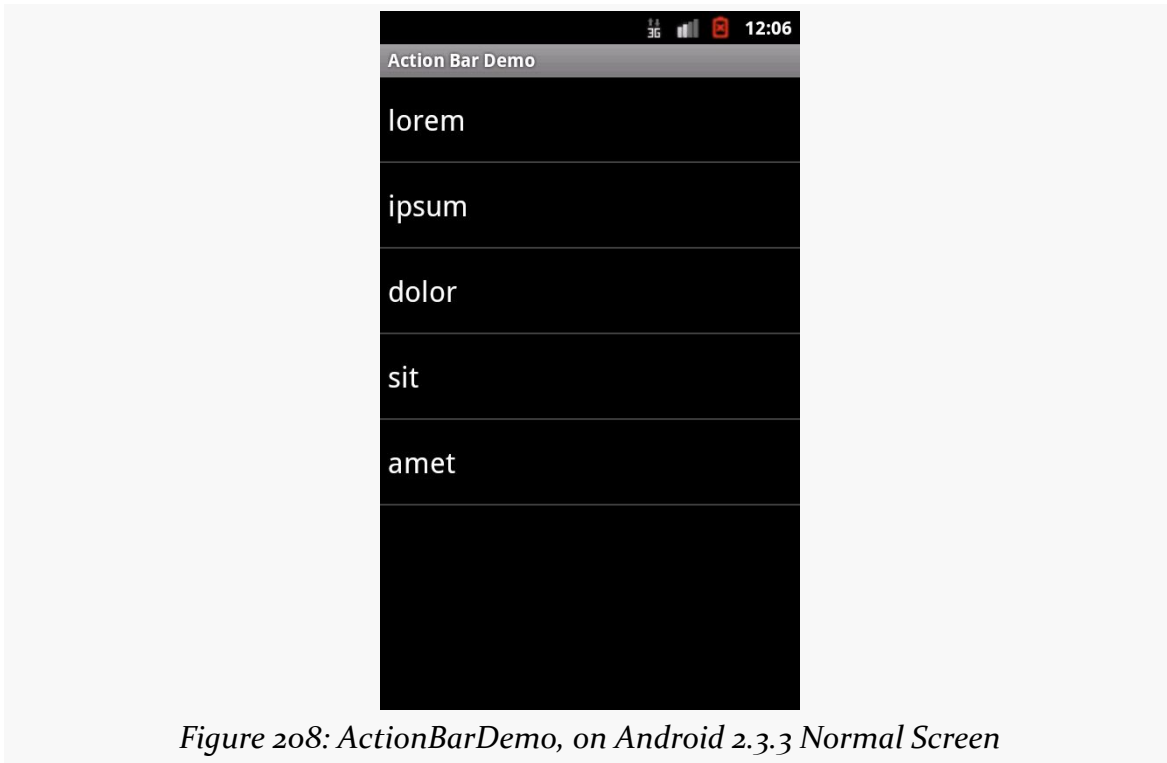 3G 12:06
Action Bar Demo
lorem
ipsum
dolor
sit
amet
Figure 208: ActionBarDemo, on Android 2.3.3 Normal Screen